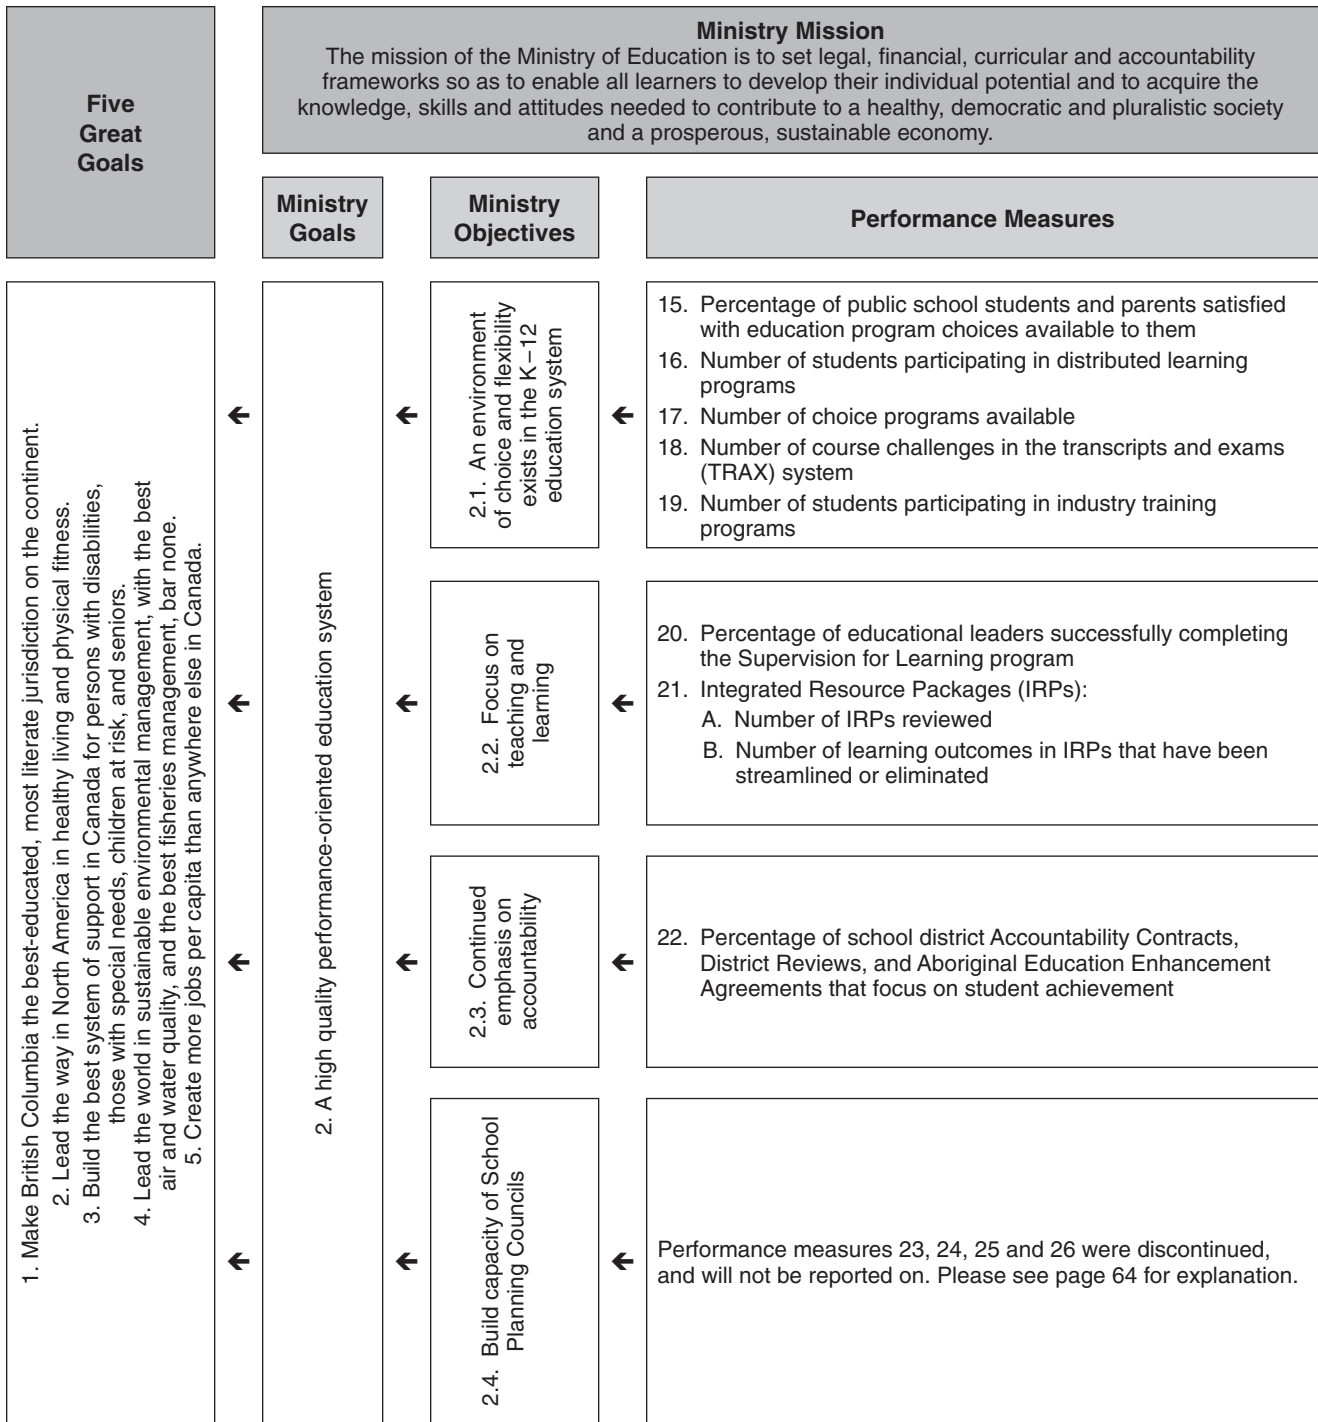 Five
Great
Goals
Ministry Mission
The mission of the Ministry of Education is to set legal, financial, curricular and accountability
frameworks so as to enable all learners to develop their individual potential and to acquire the
knowledge, skills and attitudes needed to contribute to a healthy, democratic and pluralistic society
and a prosperous, sustainable economy.
Ministry
Goals
Ministry
Objectives
Performance Measures
1. Make British Columbia the best-educated, most literate jurisdiction on the continent.
2. Lead the way in North America in healthy living and physical fitness.
3. Build the best system of support in Canada for persons with disabilities,
those with special needs, children at risk, and seniors.
4. Lead the world in sustainable environmental management, with the best
air and water quality, and the best fisheries management, bar none.
5. Create more jobs per capita than anywhere else in Canada.
2. A high quality performance-oriented education system
2.1. An environment
of choice and flexibility
exists in the K–12
education system
15. Percentage of public school students and parents satisfied
with education program choices available to them
16. Number of students participating in distributed learning
programs
17. Number of choice programs available
18. Number of course challenges in the transcripts and exams
(TRAX) system
19. Number of students participating in industry training
programs
2.2. Focus on
teaching and
learning
20. Percentage of educational leaders successfully completing
the Supervision for Learning program
21. Integrated Resource Packages (IRPs):
A. Number of IRPs reviewed
B. Number of learning outcomes in IRPs that have been
streamlined or eliminated
2.3. Continued
emphasis on
accountability
22. Percentage of school district Accountability Contracts,
District Reviews, and Aboriginal Education Enhancement
Agreements that focus on student achievement
2.4. Build capacity of School
Planning Councils
Performance measures 23, 24, 25 and 26 were discontinued,
and will not be reported on. Please see page 64 for explanation.